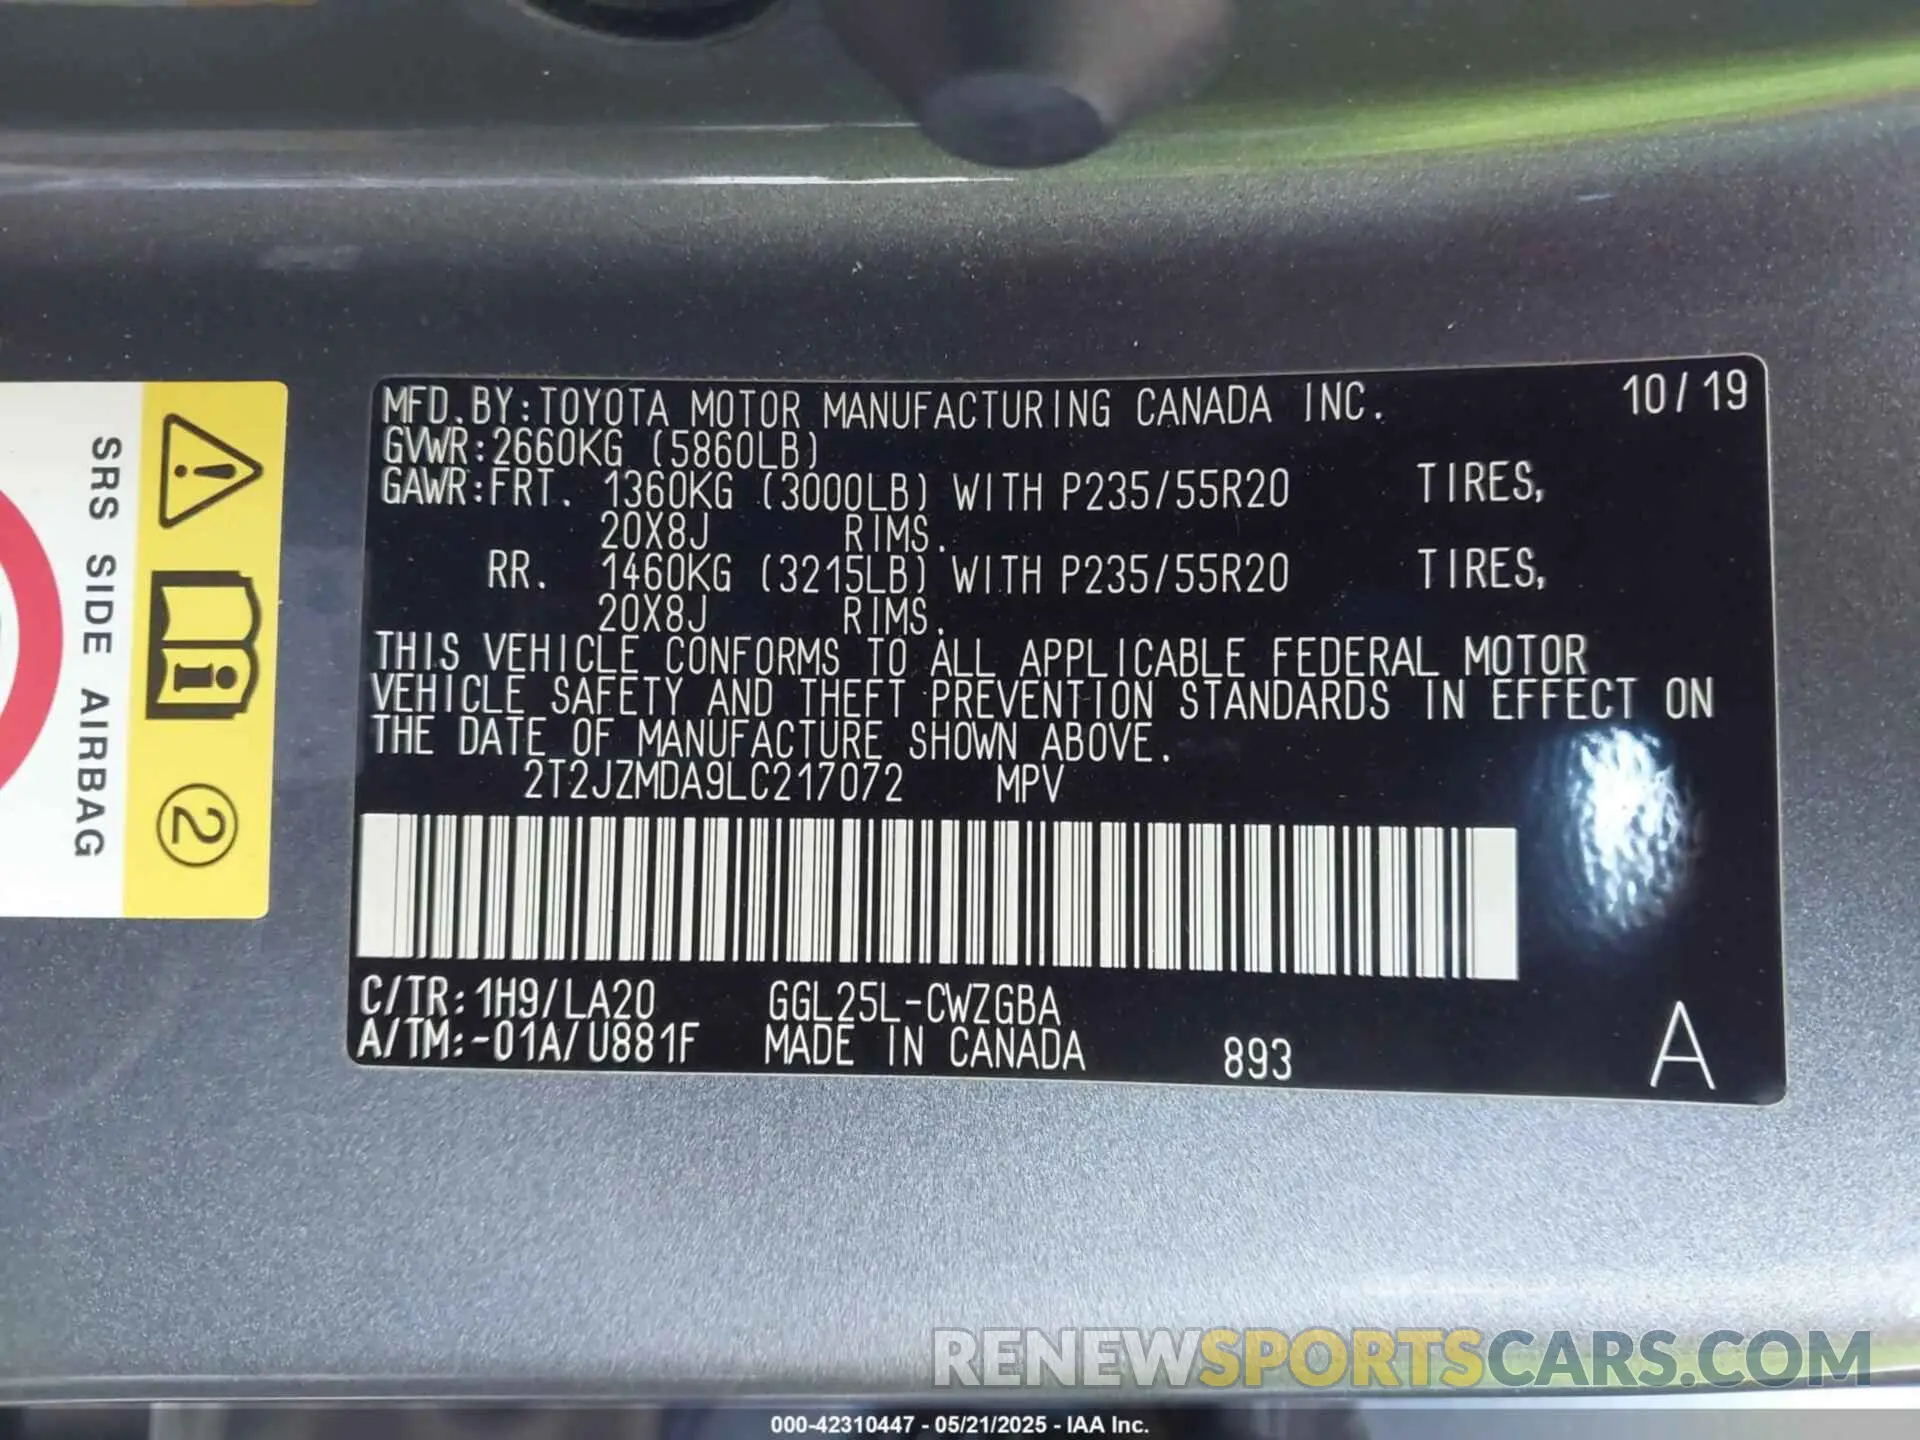 MFD.BY:TOYOTA MOTOR MANUFACTURING CANADA INC. 10/19
GVWR:2660KG (5860LB)
GAWR:FRT. 1360KG (3000LB) WITH P235/55R20 TIRES,
20X8J RIMS.
RR. 1460KG (3215LB) WITH P235/55R20 TIRES,
20X8J RIMS.
THIS VEHICLE CONFORMS TO ALL APPLICABLE FEDERAL MOTOR
VEHICLE SAFETY AND THEFT PREVENTION STANDARDS IN EFFECT ON
THE DATE OF MANUFACTURE SHOWN ABOVE.
2T2JZMDA9LC217072 MPV
C/TR:1H9/LA20 GGL25L-CWZGBA
A/TM:-01A/U881F MADE IN CANADA 893 A
SRS SIDE AIRBAG
2
RENEWSPORTSCARS.COM
000-42310447 - 05/21/2025 - IAA Inc.